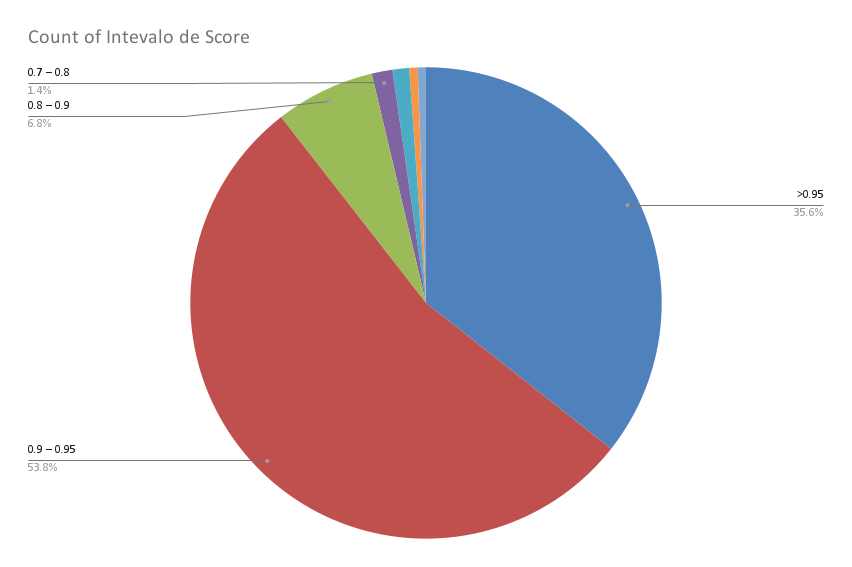 Count of Intevalo de Score
0.7 – 0.8
1.4%
0.8 – 0.9
6.8%
>0.95
35.6%
0.9 – 0.95
53.8%